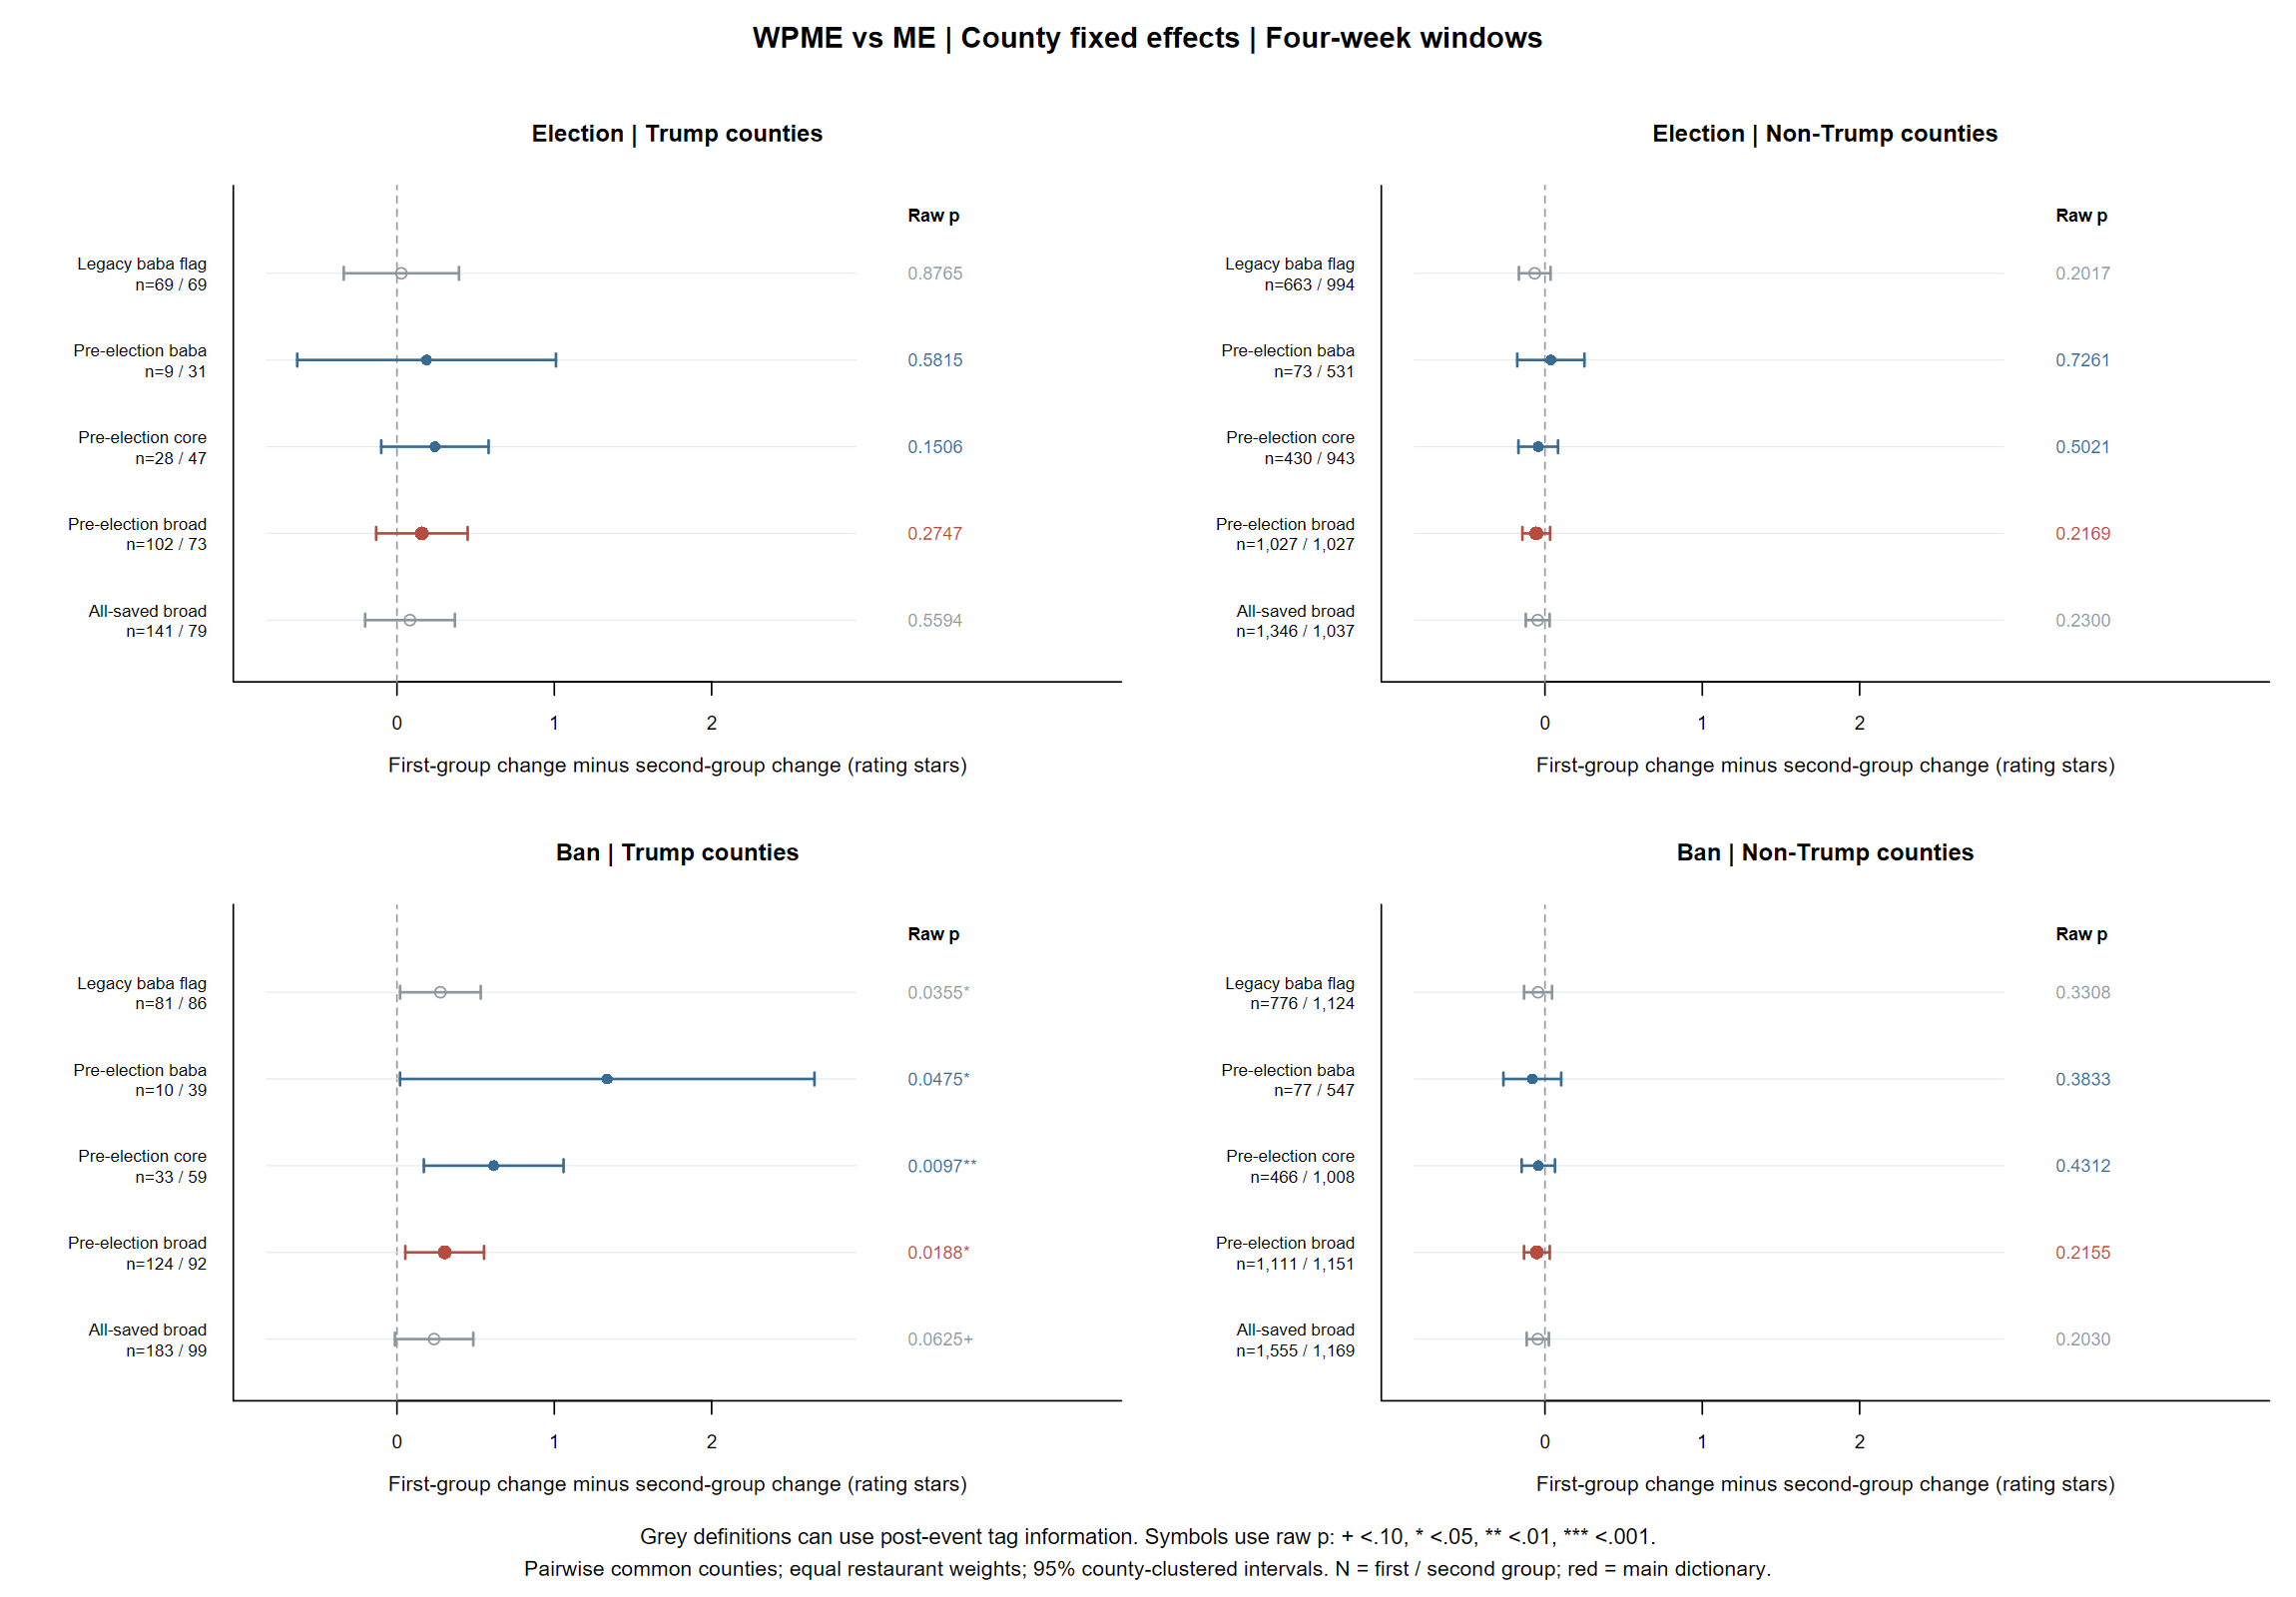 WPME vs ME | County fixed effects | Four-week windows
Election | Trump counties
Raw p
Legacy baba flag
n=69 / 69
0.8765
Pre-election baba
n=9 / 31
0.5815
Pre-election core
n=28 / 47
0.1506
Pre-election broad
n=102 / 73
0.2747
All-saved broad
n=141 / 79
0.5594
0 1 2
First-group change minus second-group change (rating stars)
Election | Non-Trump counties
Raw p
Legacy baba flag
n=663 / 994
0.2017
Pre-election baba
n=73 / 531
0.7261
Pre-election core
n=430 / 943
0.5021
Pre-election broad
n=1,027 / 1,027
0.2169
All-saved broad
n=1,346 / 1,037
0.2300
0 1 2
First-group change minus second-group change (rating stars)
Ban | Trump counties
Raw p
Legacy baba flag
n=81 / 86
0.0355*
Pre-election baba
n=10 / 39
0.0475*
Pre-election core
n=33 / 59
0.0097**
Pre-election broad
n=124 / 92
0.0188*
All-saved broad
n=183 / 99
0.0625+
0 1 2
First-group change minus second-group change (rating stars)
Ban | Non-Trump counties
Raw p
Legacy baba flag
n=776 / 1,124
0.3308
Pre-election baba
n=77 / 547
0.3833
Pre-election core
n=466 / 1,008
0.4312
Pre-election broad
n=1,111 / 1,151
0.2155
All-saved broad
n=1,555 / 1,169
0.2030
0 1 2
First-group change minus second-group change (rating stars)
Grey definitions can use post-event tag information. Symbols use raw p: + <.10, * <.05, ** <.01, *** <.001.
Pairwise common counties; equal restaurant weights; 95% county-clustered intervals. N = first / second group; red = main dictionary.